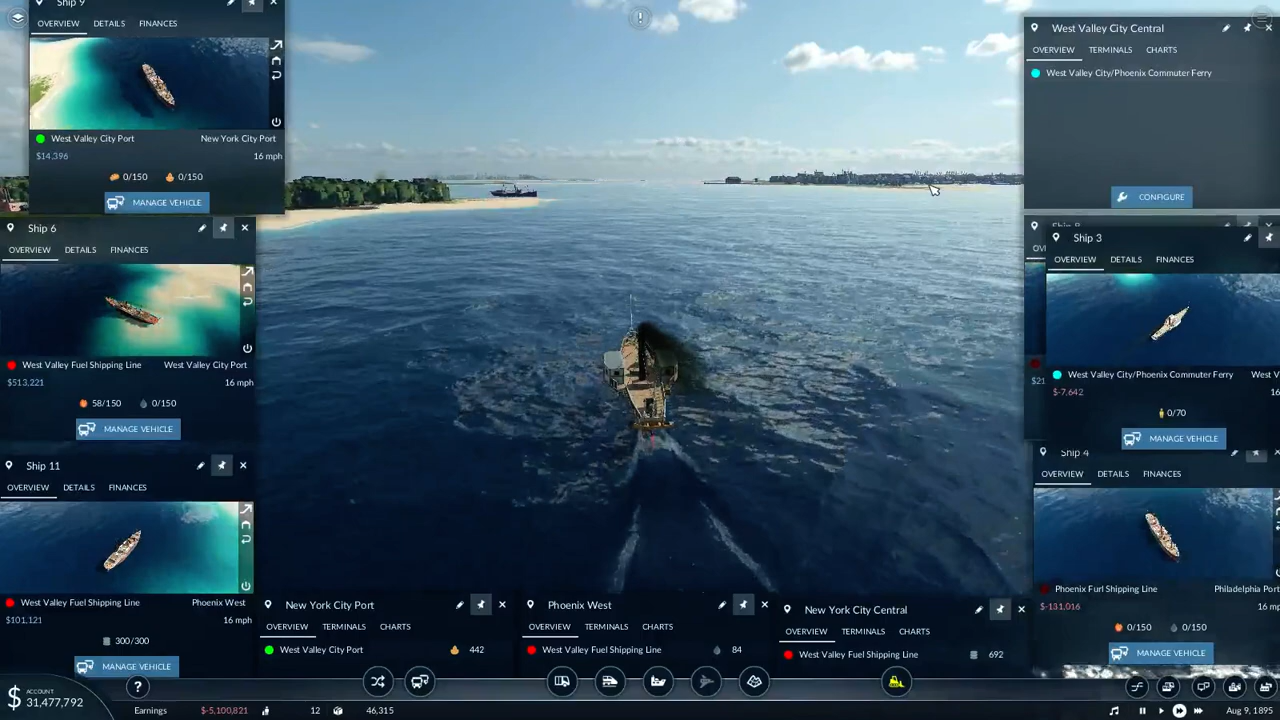 Ship 9
OVERVIEW DETAILS FINANCES
West Valley City Port New York City Port
$14,396 16 mph
0/150 0/150
MANAGE VEHICLE
Ship 6
OVERVIEW DETAILS FINANCES
West Valley Fuel Shipping Line West Valley City Port
$513,221 16 mph
58/150 0/150
MANAGE VEHICLE
Ship 11
OVERVIEW DETAILS FINANCES
West Valley Fuel Shipping Line Phoenix West
$101,121 16 mph
300/300
MANAGE VEHICLE
New York City Port
OVERVIEW TERMINALS CHARTS
West Valley City Port 442
Phoenix West
OVERVIEW TERMINALS CHARTS
West Valley Fuel Shipping Line 84
New York City Central
OVERVIEW TERMINALS CHARTS
West Valley Fuel Shipping Line 692
West Valley City Central
OVERVIEW TERMINALS CHARTS
West Valley City/Phoenix Commuter Ferry
CONFIGURE
Ship 3
OVERVIEW DETAILS FINANCES
West Valley City/Phoenix Commuter Ferry West V
$-7,642 16
0/70
MANAGE VEHICLE
Ship 4
OVERVIEW DETAILS FINANCES
Phoenix Furl Shipping Line Philadelphia Port
$-131,016 16 mp
0/150 0/150
MANAGE VEHICLE
$ ACCOUNT
31,477,792
?
Earnings $-5,100,821 12 46,315
Aug 9, 1895